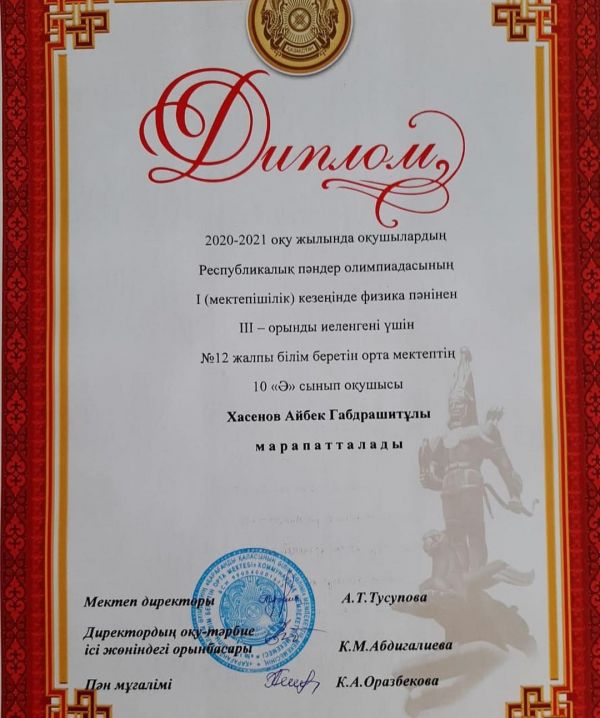 ҚАЗАҚСТАН
Диплом
2020-2021 оқу жылында оқушылардың
Республикалық пәндер олимпиадасының
I (мектепішілік) кезеңінде физика пәнінен
III – орынды иеленгені үшін
№12 жалпы білім беретін орта мектептің
10 «Ә» сынып оқушысы
Хасенов Айбек Габдрашитұлы
марапатталады
Мектеп директоры А.Т.Тусупова
Директордың оқу-тәрбие
ісі жөніндегі орынбасары К.М.Абдигалиева
Пән мұғалімі К.А.Оразбекова